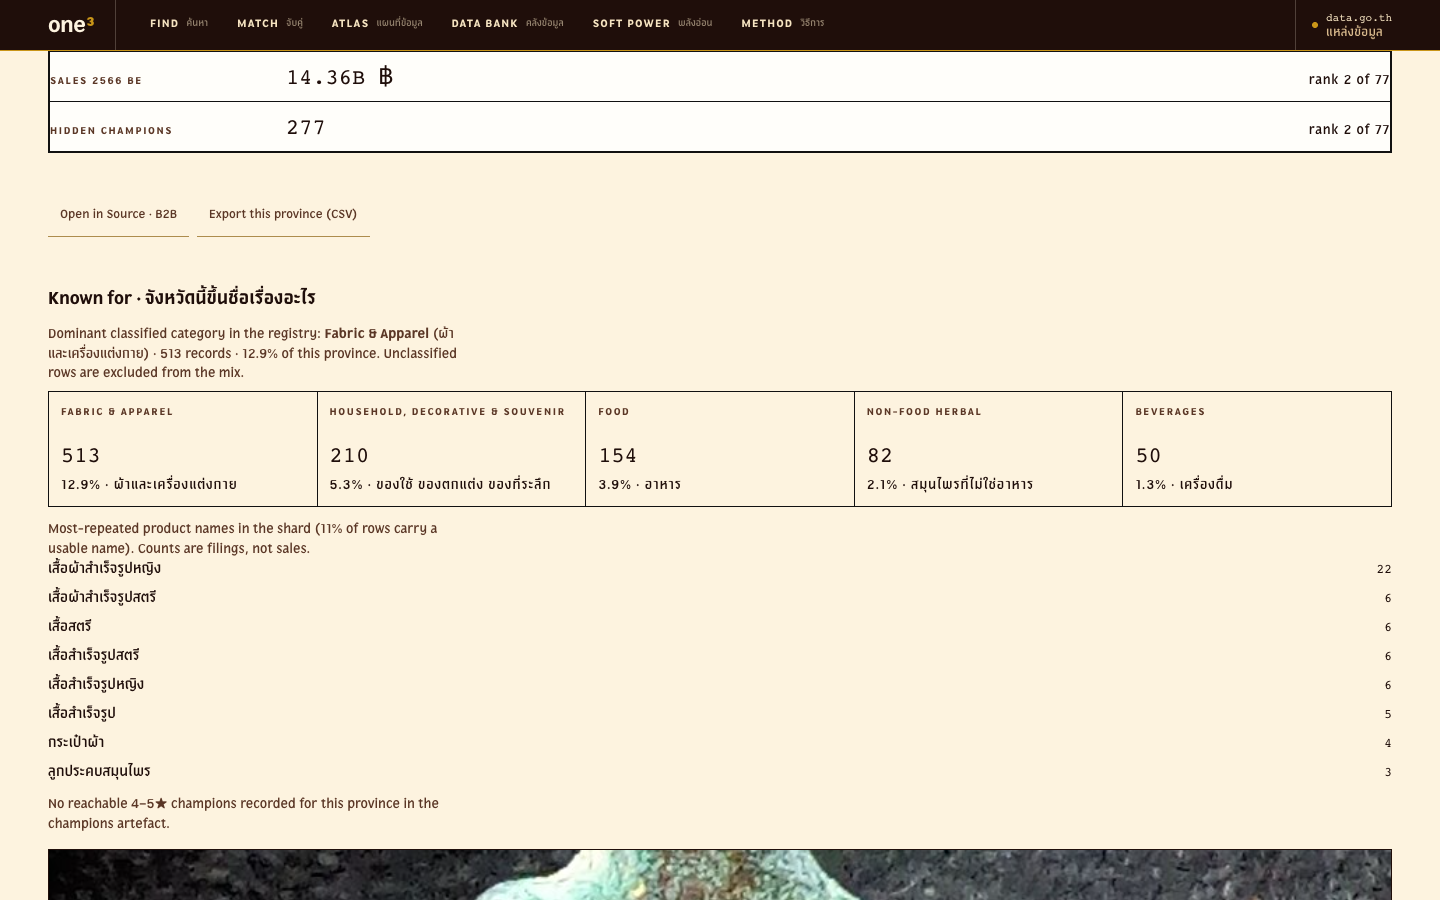 one³
FIND ค้นหา
MATCH จับคู่
ATLAS แผนที่ข้อมูล
DATA BANK คลังข้อมูล
SOFT POWER พลังอ่อน
METHOD วิธีการ
data.go.th
แหล่งข้อมูล
SALES 2566 BE 14.36B ฿ rank 2 of 77
HIDDEN CHAMPIONS 277 rank 2 of 77
Open in Source · B2B
Export this province (CSV)
Known for · จังหวัดนี้ขึ้นชื่อเรื่องอะไร
Dominant classified category in the registry: Fabric & Apparel (ผ้า
และเครื่องแต่งกาย) · 513 records · 12.9% of this province. Unclassified
rows are excluded from the mix.
FABRIC & APPAREL
513
12.9% · ผ้าและเครื่องแต่งกาย
HOUSEHOLD, DECORATIVE & SOUVENIR
210
5.3% · ของใช้ ของตกแต่ง ของที่ระลึก
FOOD
154
3.9% · อาหาร
NON-FOOD HERBAL
82
2.1% · สมุนไพรที่ไม่ใช่อาหาร
BEVERAGES
50
1.3% · เครื่องดื่ม
Most-repeated product names in the shard (11% of rows carry a
usable name). Counts are filings, not sales.
เสื้อผ้าสำเร็จรูปหญิง 22
เสื้อผ้าสำเร็จรูปสตรี 6
เสื้อสตรี 6
เสื้อสำเร็จรูปสตรี 6
เสื้อสำเร็จรูปหญิง 6
เสื้อสำเร็จรูป 5
กระเป๋าผ้า 4
ลูกประคบสมุนไพร 3
No reachable 4–5★ champions recorded for this province in the
champions artefact.